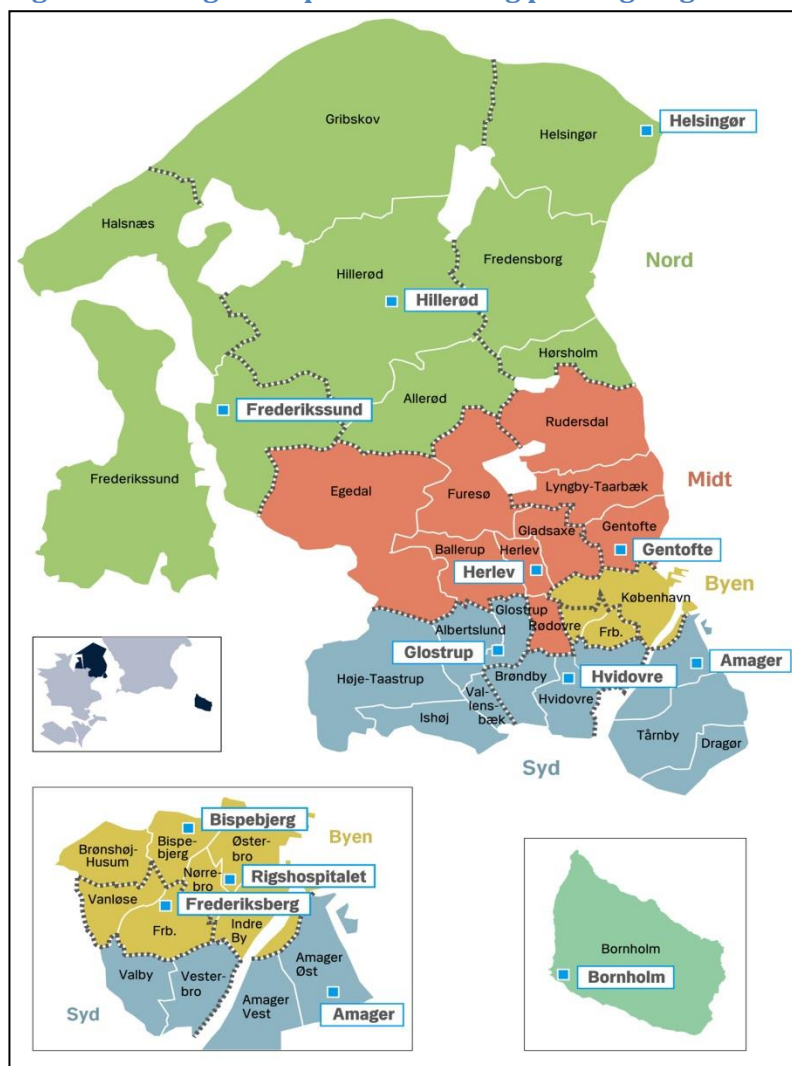 Gribskov
Helsingør
Helsingør
Halsnæs
Fredensborg
Nord
Hillerød
Hillerød
Hørsholm
Allerød
Frederikssund
Rudersdal
Frederikssund
Egedal
Furesø
Lyngby-Taarbæk
Midt
Gladsaxe
Gentofte
Ballerup
Herlev
Gentofte
Herlev
Byen
København
Glostrup
Rødovre
Frb.
Albertslund
Glostrup
Amager
Høje-Taastrup
Brøndby
Hvidovre
Val-
lens-
bæk
Hvidovre
Ishøj
Tårnby
Dragør
Syd
Bispebjerg
Byen
Bispe-
bjerg
Øster-
bro
Brønshøj-
Husum
Nørre-
bro
Rigshospitalet
Vanløse
Frederiksberg
Frb.
Indre
By
Valby
Vester-
bro
Amager
Øst
Syd
Amager
Vest
Amager
Bornholm
Bornholm